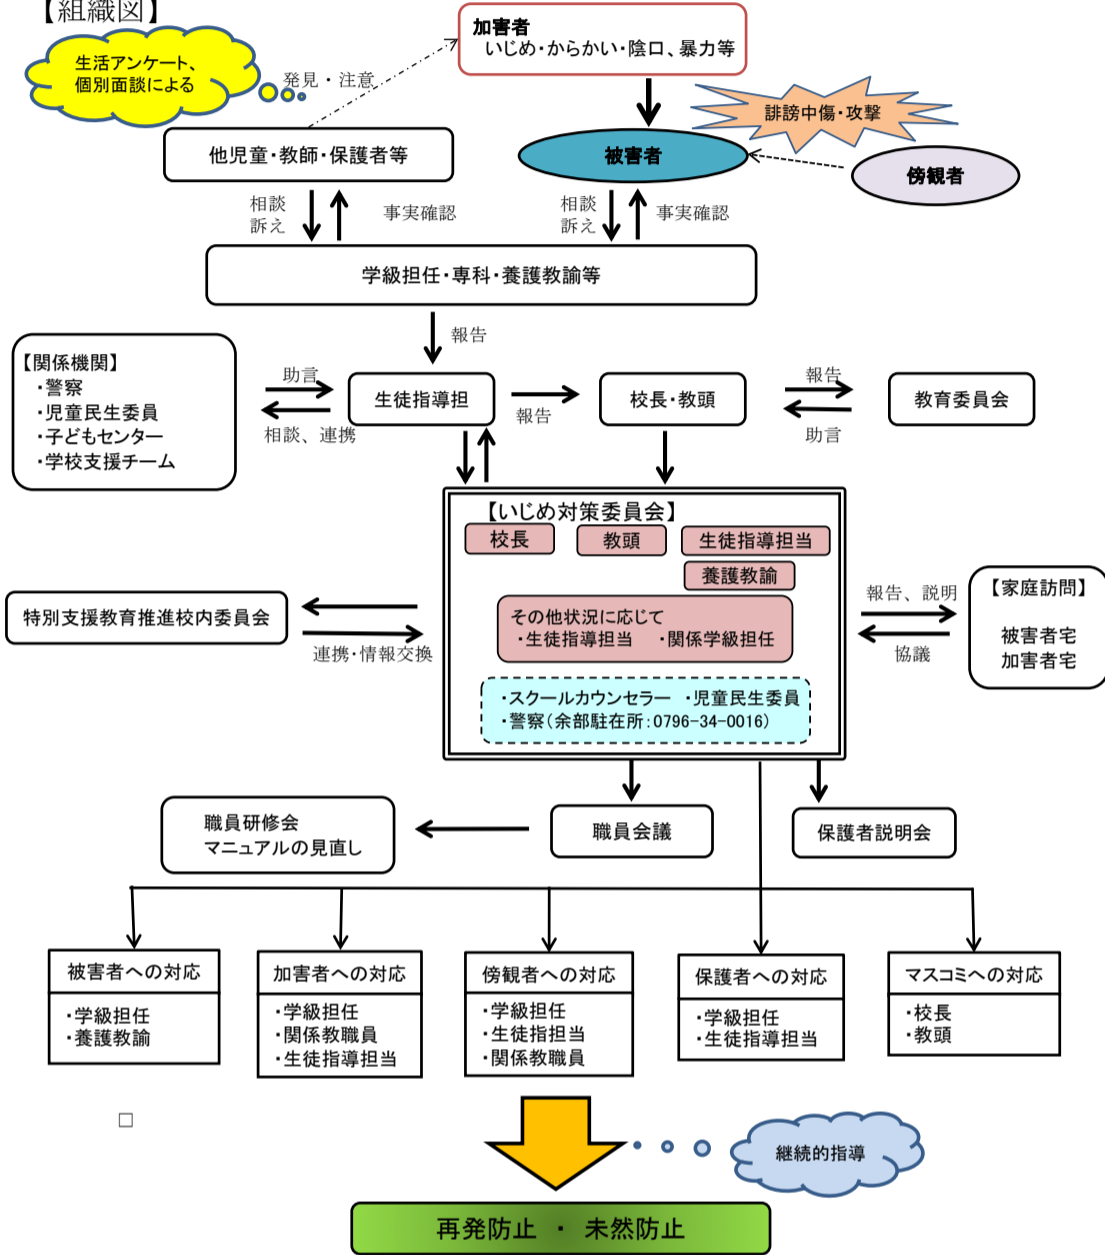 【組織図】
加害者
いじめ・からかい・陰口、暴力等
生活アンケート、
個別面談による
発見・注意
誹謗中傷・攻撃
他児童・教師・保護者等
被害者
傍観者
相談
訴え
事実確認
相談
訴え
事実確認
学級担任・専科・養護教諭等
報告
【関係機関】
・警察
・児童民生委員
・子どもセンター
・学校支援チーム
助言
相談、連携
生徒指導担
報告
校長・教頭
報告
助言
教育委員会
【いじめ対策委員会】
校長
教頭
生徒指導担当
養護教諭
その他状況に応じて
・生徒指導担当　・関係学級担任
・スクールカウンセラー　・児童民生委員
・警察(余部駐在所:0796-34-0016)
特別支援教育推進校内委員会
連携・情報交換
報告、説明
協議
【家庭訪問】
被害者宅
加害者宅
職員研修会
マニュアルの見直し
職員会議
保護者説明会
被害者への対応
・学級担任
・養護教諭
加害者への対応
・学級担任
・関係教職員
・生徒指導担当
傍観者への対応
・学級担任
・生徒指担当
・関係教職員
保護者への対応
・学級担任
・生徒指導担当
マスコミへの対応
・校長
・教頭
□
継続的指導
再発防止　・　未然防止